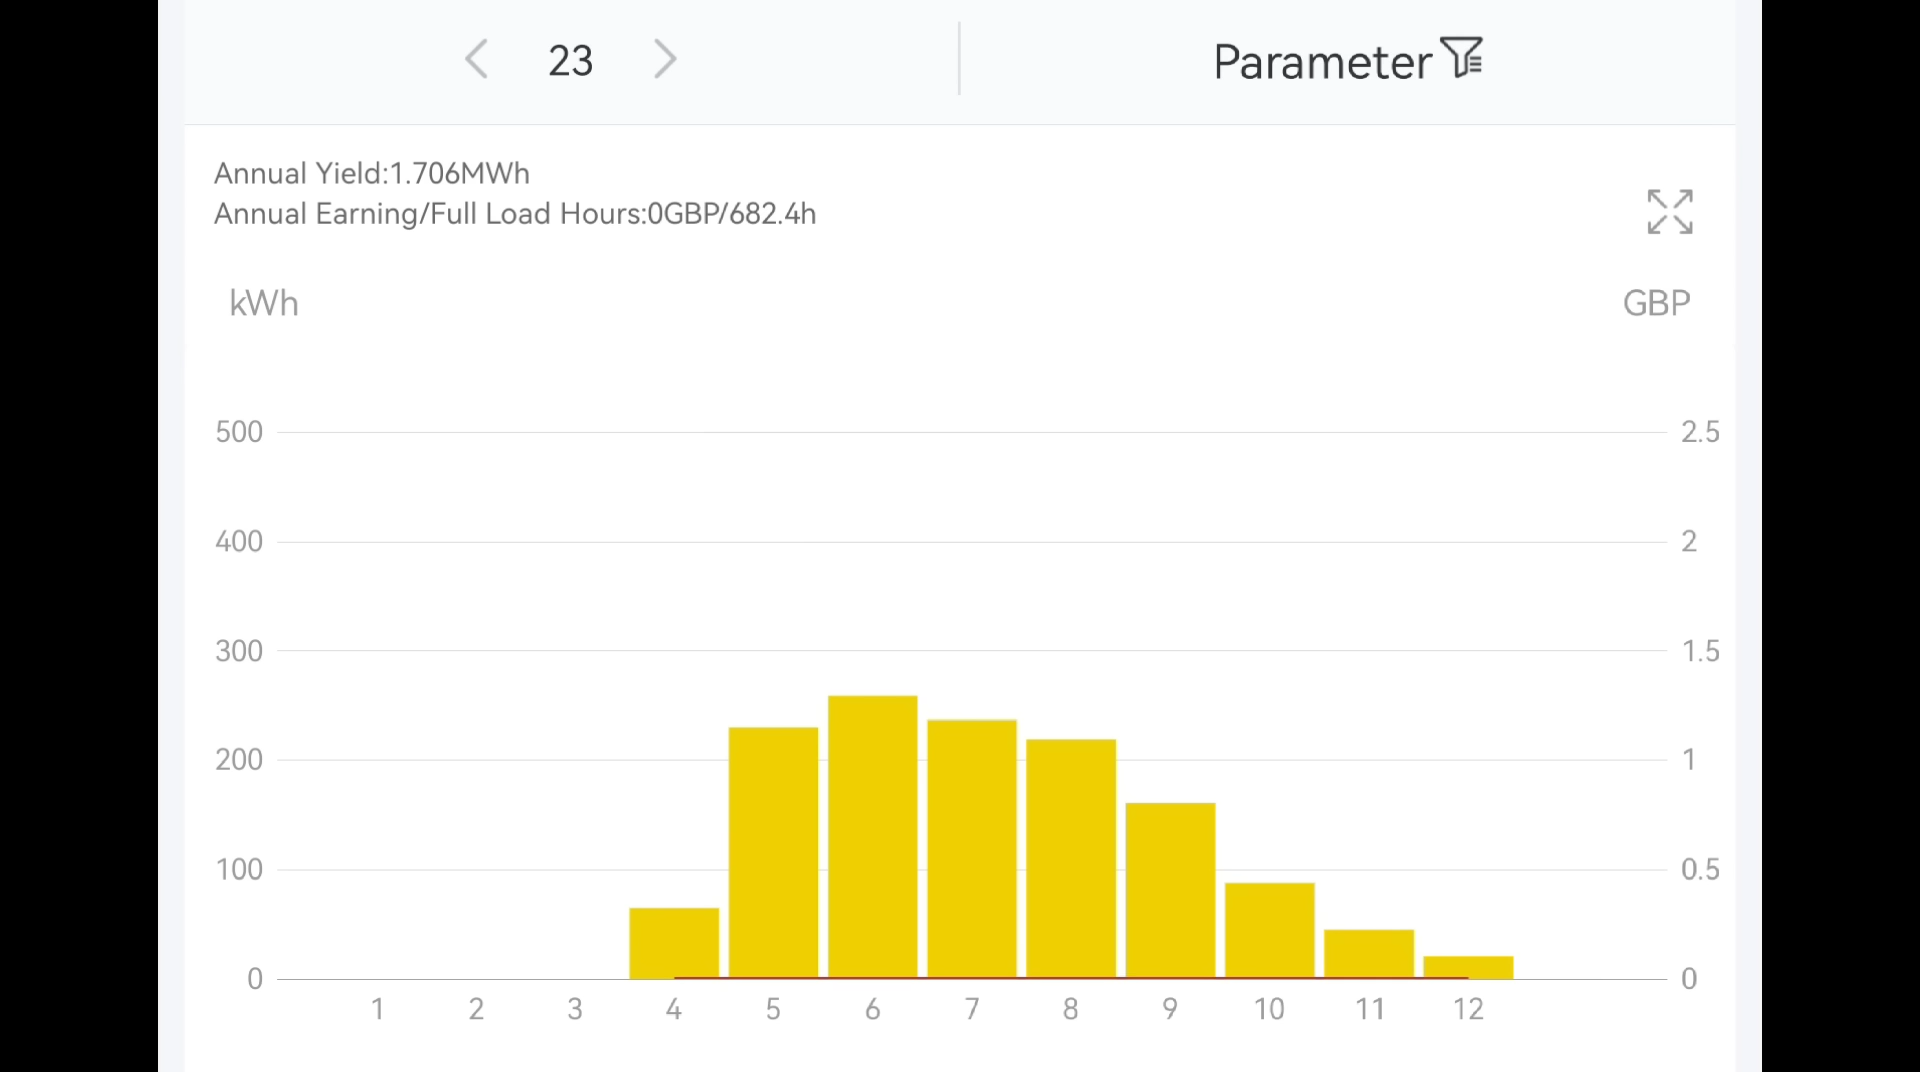 23
Parameter
Annual Yield:1.706MWh
Annual Earning/Full Load Hours:0GBP/682.4h
kWh GBP
500 2.5
400 2
300 1.5
200 1
100 0.5
0 0
1 2 3 4 5 6 7 8 9 10 11 12